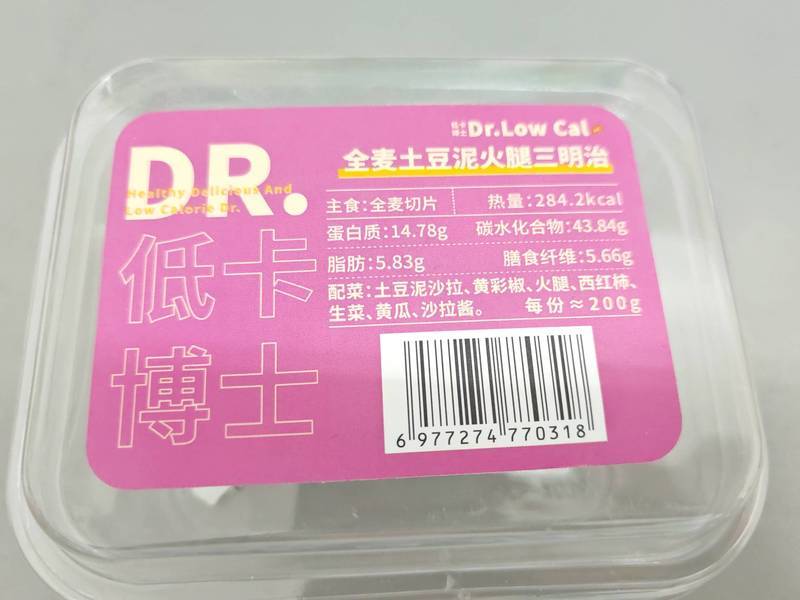 DR.
Healthy Delicious And
Low Calorie Dr.
低卡
博士
低卡
博士
Dr.Low Cal
全麦土豆泥火腿三明治
主食:全麦切片
热量:284.2kcal
蛋白质:14.78g
碳水化合物:43.84g
脂肪:5.83g
膳食纤维:5.66g
配菜:土豆泥沙拉、黄彩椒、火腿、西红柿、
生菜、黄瓜、沙拉酱。 每份≈200g
6 977274 770318